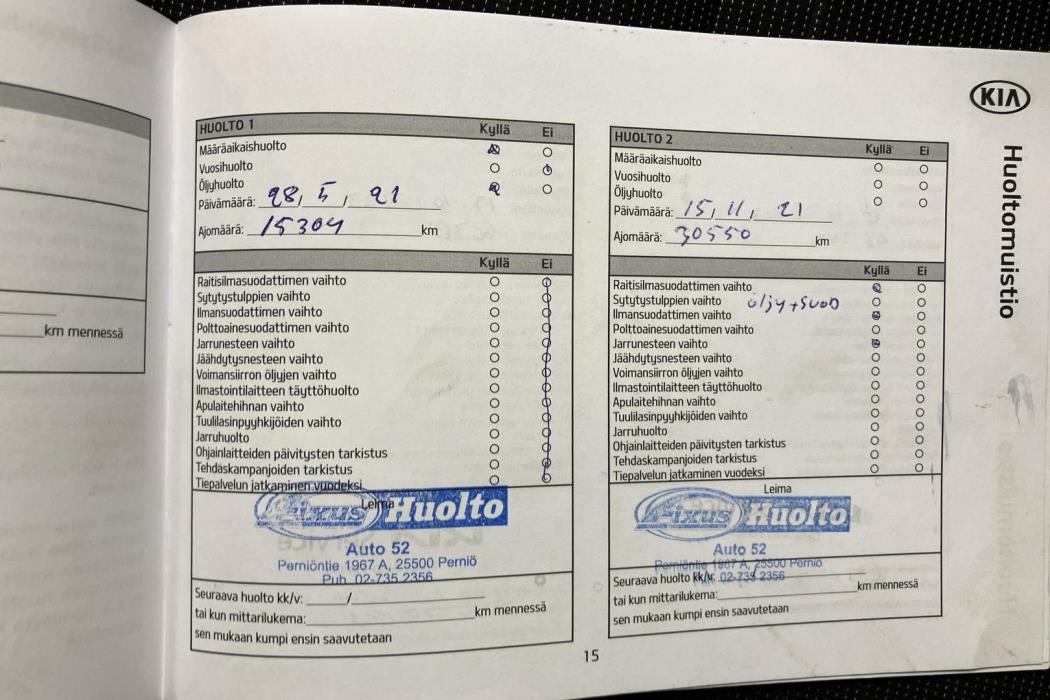 KIA
Huoltomuistio
km mennessä
HUOLTO 1 Kyllä Ei
Määräaikaishuolto
Vuosihuolto
Öljyhuolto
Päivämäärä: 28, 5, 21
Ajomäärä: 15304 km
Kyllä Ei
Raitisilmasuodattimen vaihto
Sytytystulppien vaihto
Ilmansuodattimen vaihto
Polttoainesuodattimen vaihto
Jarrunesteen vaihto
Jäähdytysnesteen vaihto
Voimansiirron öljyjen vaihto
Ilmastointilaitteen täyttöhuolto
Apulaitehihnan vaihto
Tuulilasinpyyhkijöiden vaihto
Jarruhuolto
Ohjainlaitteiden päivitysten tarkistus
Tehdaskampanjoiden tarkistus
Tiepalvelun jatkaminen vuodeksi
Leima
Fixus Huolto
Auto 52
Perniöntie 1967 A, 25500 Perniö
Puh. 02-735 2356
Seuraava huolto kk/v: /
tai kun mittarilukema: km mennessä
sen mukaan kumpi ensin saavutetaan
HUOLTO 2 Kyllä Ei
Määräaikaishuolto
Vuosihuolto
Öljyhuolto
Päivämäärä: 15, 11, 21
Ajomäärä: 30550 km
Kyllä Ei
Raitisilmasuodattimen vaihto
Sytytystulppien vaihto öljy+suod
Ilmansuodattimen vaihto
Polttoainesuodattimen vaihto
Jarrunesteen vaihto
Jäähdytysnesteen vaihto
Voimansiirron öljyjen vaihto
Ilmastointilaitteen täyttöhuolto
Apulaitehihnan vaihto
Tuulilasinpyyhkijöiden vaihto
Jarruhuolto
Ohjainlaitteiden päivitysten tarkistus
Tehdaskampanjoiden tarkistus
Tiepalvelun jatkaminen vuodeksi
Leima
Fixus Huolto
Auto 52
Perniöntie 1967 A, 25500 Perniö
Seuraava huolto kk/v: 02-735 2356
tai kun mittarilukema: km mennessä
sen mukaan kumpi ensin saavutetaan
15